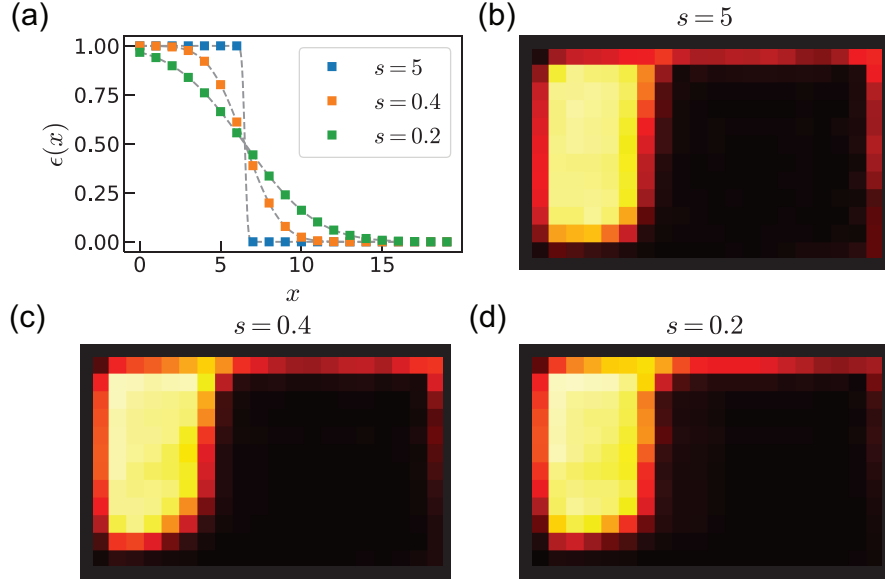 (a)
1.00
0.75
0.50
0.25
0.00
ϵ(x)
s = 5
s = 0.4
s = 0.2
0 5 10 15
x
(b)
s = 5
(c)
s = 0.4
(d)
s = 0.2